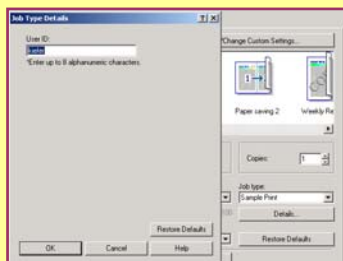 Job Type Details
User ID:
*Enter up to 8 alphanumeric characters.
Restore Defaults
OK
Cancel
Help
Change Custom Settings...
Paper saving 2
Weekly Re
Copies:
1
Job type:
Sample Print
Details...
Restore Defaults